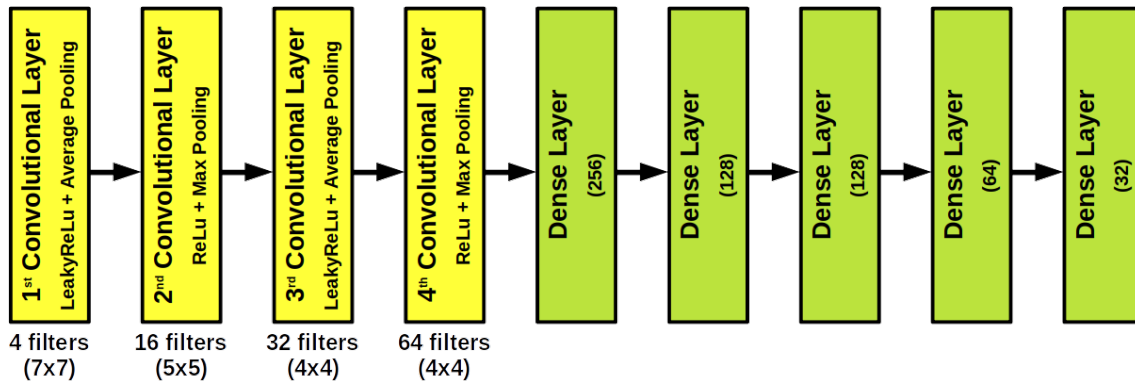 1st Convolutional Layer
LeakyReLu + Average Pooling
4 filters
(7x7)
2nd Convolutional Layer
ReLu + Max Pooling
16 filters
(5x5)
3rd Convolutional Layer
LeakyReLu + Average Pooling
32 filters
(4x4)
4th Convolutional Layer
ReLu + Max Pooling
64 filters
(4x4)
Dense Layer
(256)
Dense Layer
(128)
Dense Layer
(128)
Dense Layer
(64)
Dense Layer
(32)